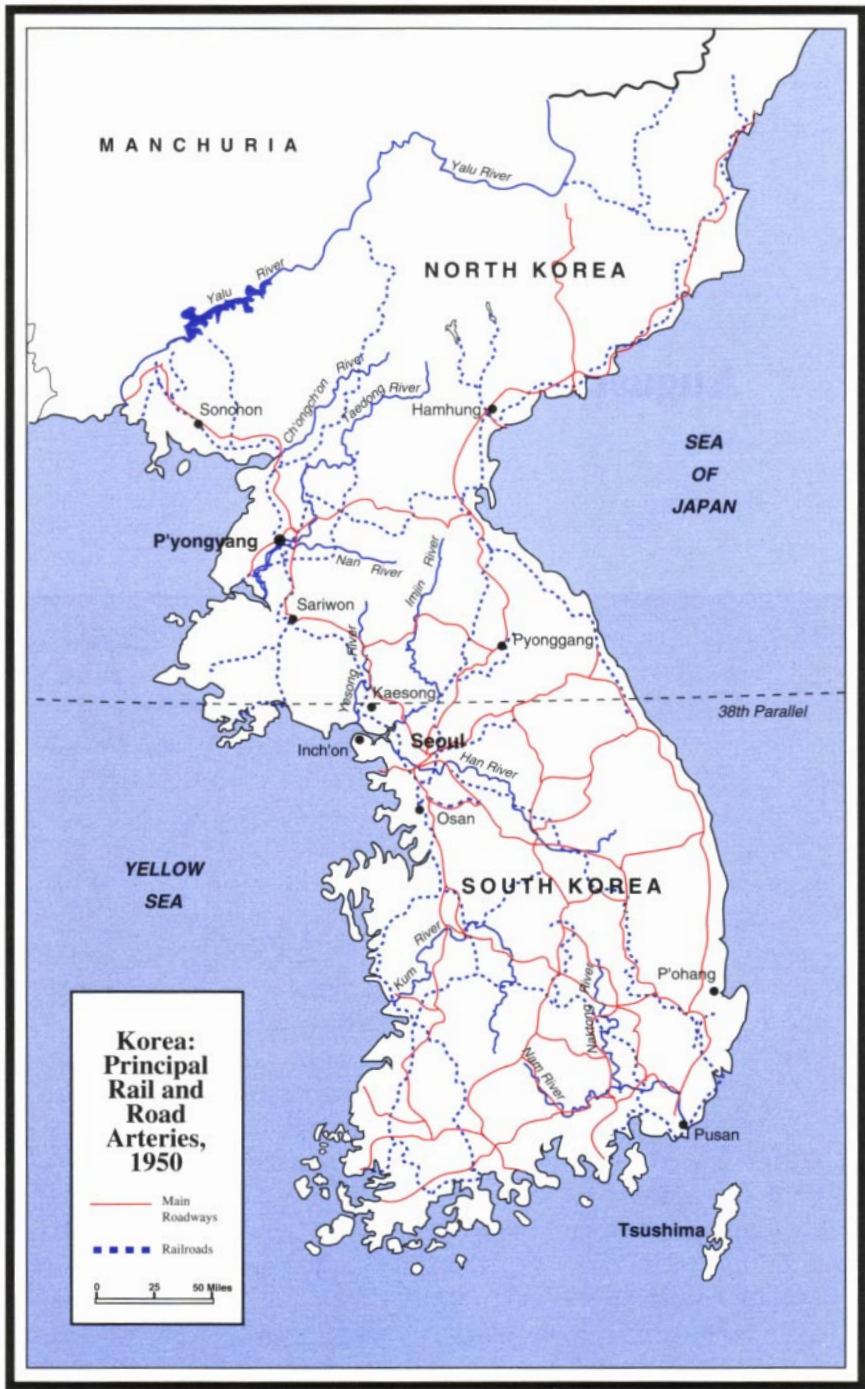 MANCHURIA
Yalu River
NORTH KOREA
Yalu River
Ch'ongch'on River
Taedong River
Sonchon
Hamhung
SEA
OF
JAPAN
P'yongyang
Nan River
Imjin River
Sariwon
Yesong River
Pyonggang
Kaesong
38th Parallel
Inch'on
Seoul
Han River
Osan
YELLOW
SEA
SOUTH KOREA
Kum River
P'ohang
Naktong River
Nam River
Pusan
Tsushima
Korea:
Principal
Rail and
Road
Arteries,
1950
Main
Roadways
Railroads
0 25 50 Miles